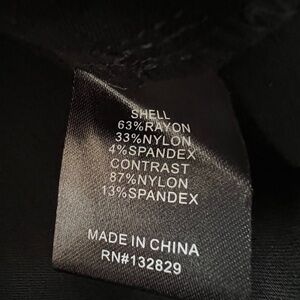 SHELL
63%RAYON
33%NYLON
4%SPANDEX
CONTRAST
87%NYLON
13%SPANDEX
MADE IN CHINA
RN#132829